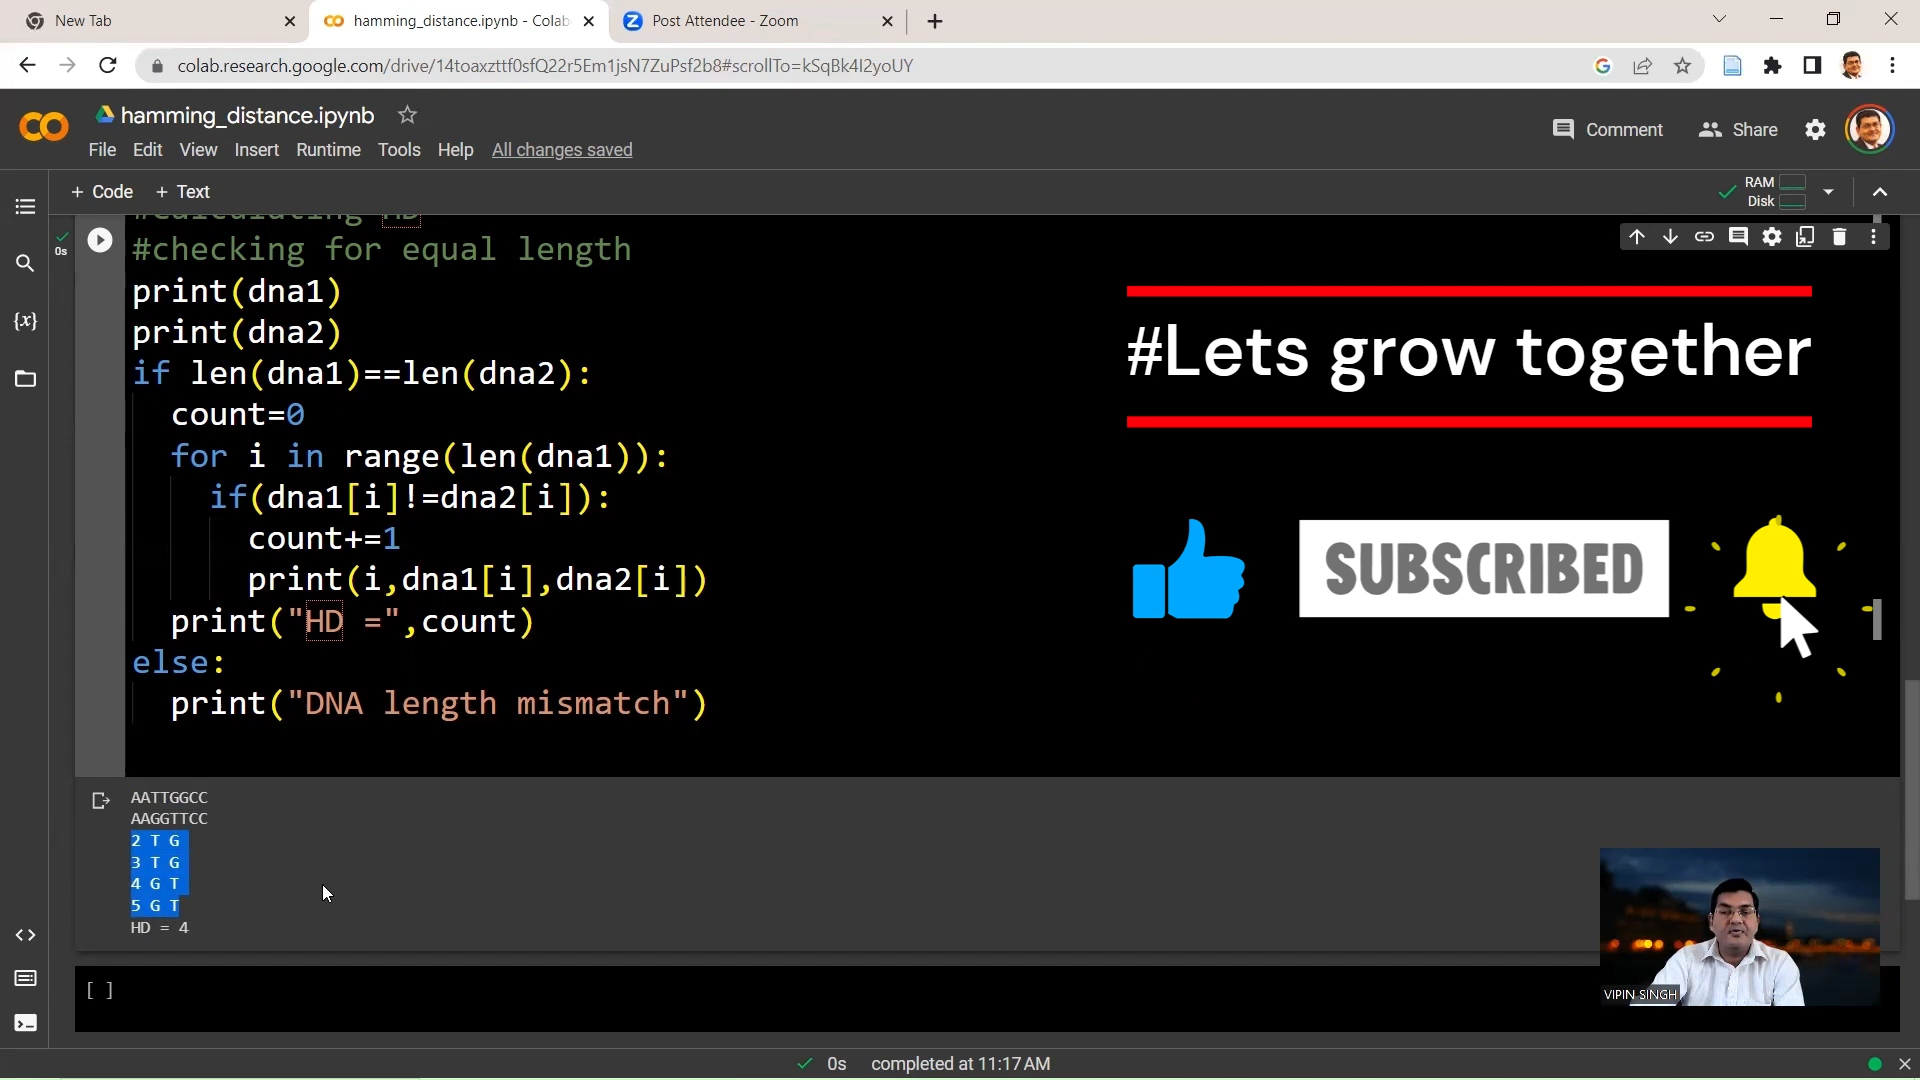 New Tab
hamming_distance.ipynb - Colab
Post Attendee - Zoom
colab.research.google.com/drive/14toaxzttf0sfQ22r5Em1jsN7ZuPsf2b8#scrollTo=kSqBk4I2yoUY
hamming_distance.ipynb
Comment
Share
File Edit View Insert Runtime Tools Help All changes saved
+ Code + Text
RAM
Disk
#Calculating HD
0s
#checking for equal length
print(dna1)
print(dna2)
if len(dna1)==len(dna2):
count=0
for i in range(len(dna1)):
if(dna1[i]!=dna2[i]):
count+=1
print(i,dna1[i],dna2[i])
print("HD =",count)
else:
print("DNA length mismatch")
#Lets grow together
SUBSCRIBED
AATTGGCC
AAGGTTCC
2 T G
3 T G
4 G T
5 G T
HD = 4
[ ]
VIPIN SINGH
0s completed at 11:17 AM